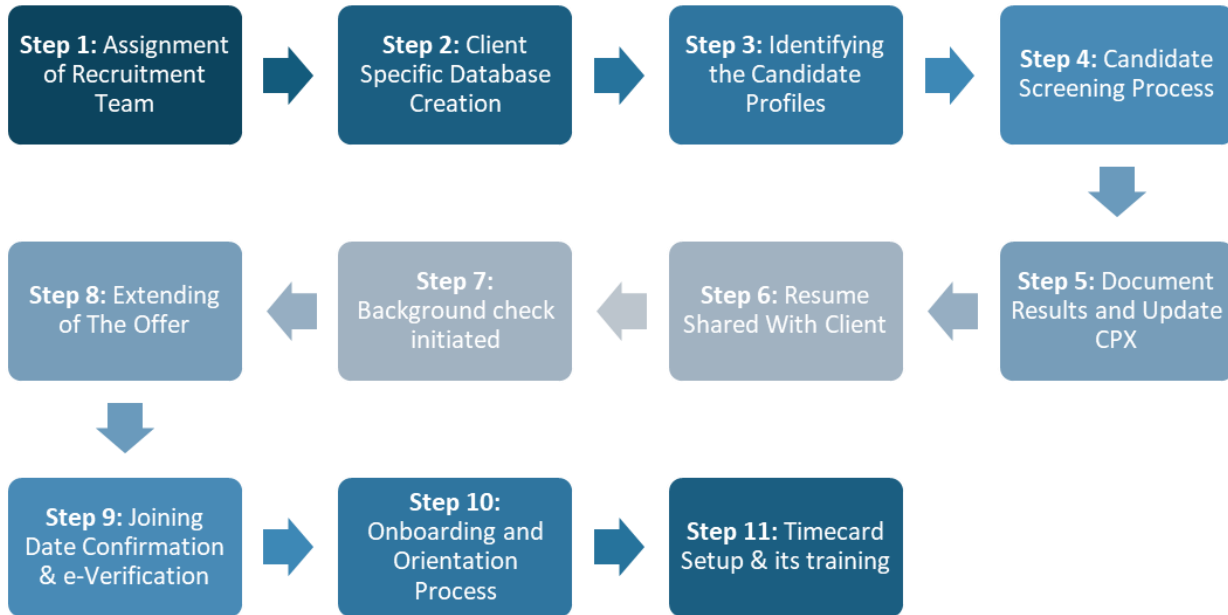 Step 1: Assignment
of Recruitment
Team
Step 2: Client
Specific Database
Creation
Step 3: Identifying
the Candidate
Profiles
Step 4: Candidate
Screening Process
Step 5: Document
Results and Update
CPX
Step 6: Resume
Shared With Client
Step 7:
Background check
initiated
Step 8: Extending
of The Offer
Step 9: Joining
Date Confirmation
& e-Verification
Step 10:
Onboarding and
Orientation
Process
Step 11: Timecard
Setup & its training